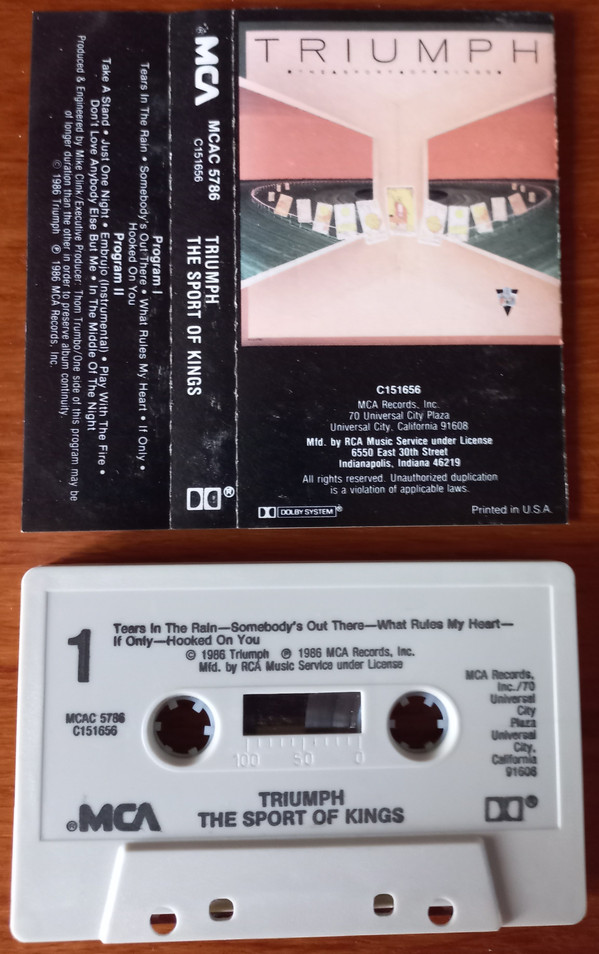 TRIUMPH
•THE•SPORT•OF•KINGS•
C151656
MCA Records, Inc.
70 Universal City Plaza
Universal City, California 91608
Mfd. by RCA Music Service under License
6550 East 30th Street
Indianapolis, Indiana 46219
All rights reserved. Unauthorized duplication
is a violation of applicable laws.
DOLBY SYSTEM®
Printed in U.S.A.
®MCA
MCAC 5786
C151656
TRIUMPH
THE SPORT OF KINGS
®
Program I
Tears In The Rain • Somebody's Out There • What Rules My Heart • If Only •
Hooked On You
Program II
Take A Stand • Just One Night • Embrujo (Instrumental) • Play With The Fire •
Don't Love Anybody Else But Me • In The Middle Of The Night
Produced & Engineered by Mike Clink/Executive Producer: Thom Trumbo/One side of this program may be
of longer duration than the other in order to preserve album continuity.
© 1986 Triumph ℗ 1986 MCA Records, Inc.
1
Tears In The Rain—Somebody's Out There—What Rules My Heart—
If Only—Hooked On You
© 1986 Triumph ℗ 1986 MCA Records, Inc.
Mfd. by RCA Music Service under License
MCAC 5786
C151656
MCA Records,
Inc./70
Universal
City
Plaza
Universal
City,
California
91608
100 50 0
®MCA
TRIUMPH
THE SPORT OF KINGS
®